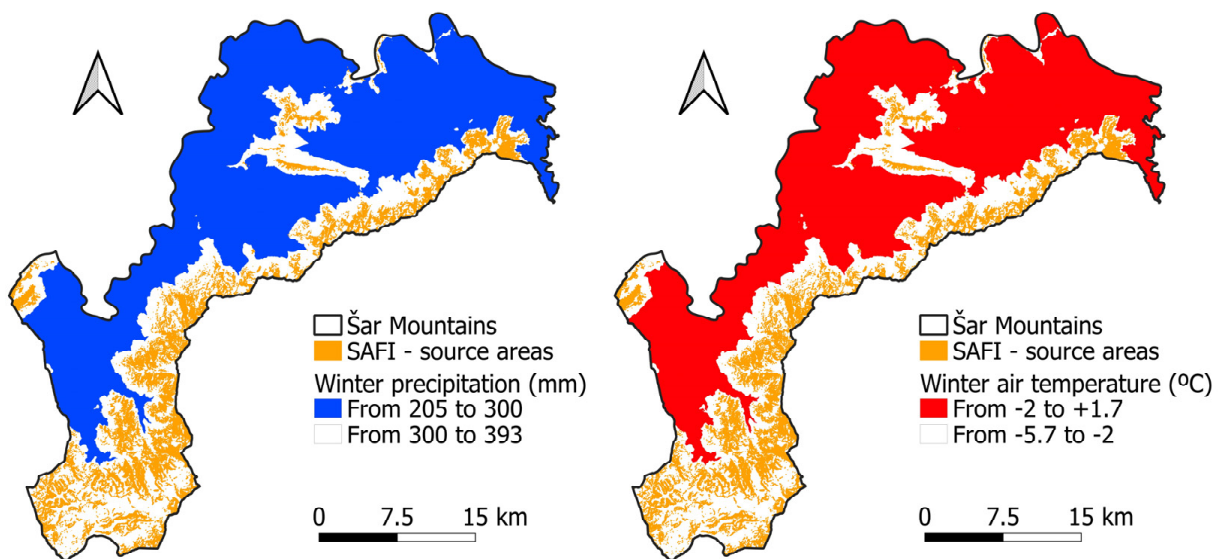 Šar Mountains
SAFI - source areas
Winter precipitation (mm)
From 205 to 300
From 300 to 393
0 7.5 15 km
Šar Mountains
SAFI - source areas
Winter air temperature (ºC)
From -2 to +1.7
From -5.7 to -2
0 7.5 15 km